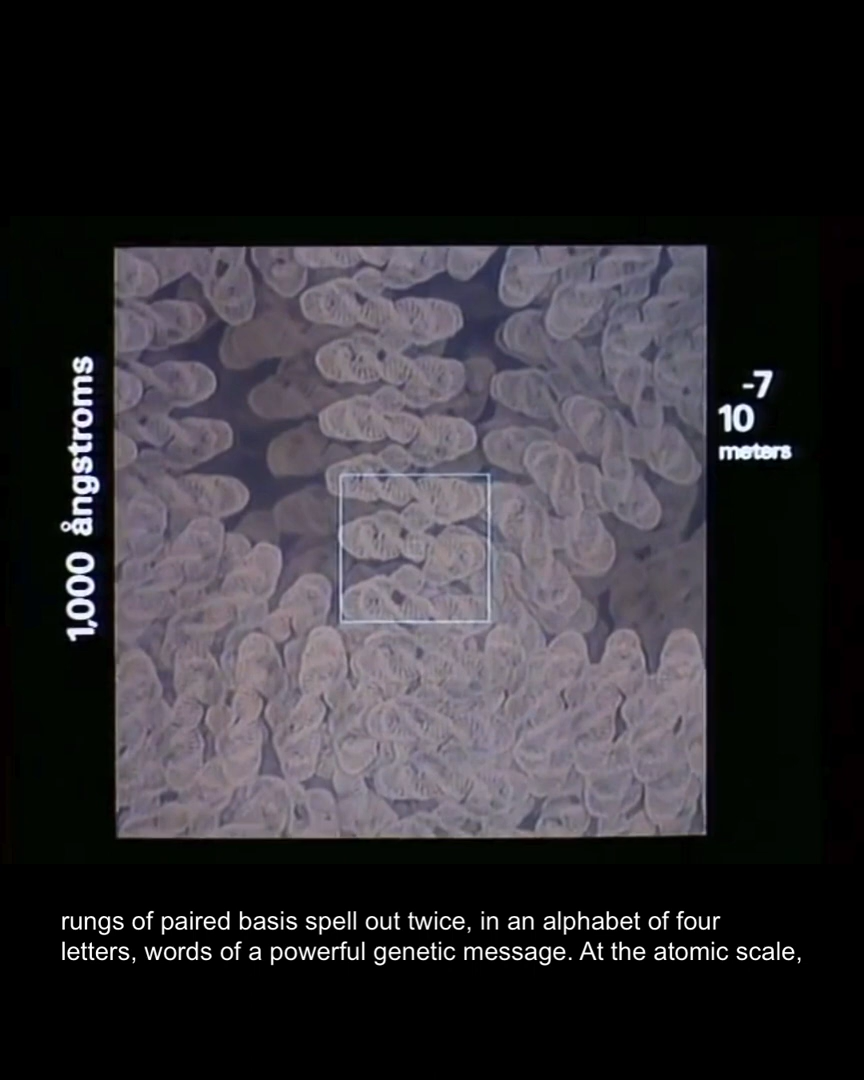 1,000 ångstroms
10-7
meters
rungs of paired basis spell out twice, in an alphabet of four
letters, words of a powerful genetic message. At the atomic scale,